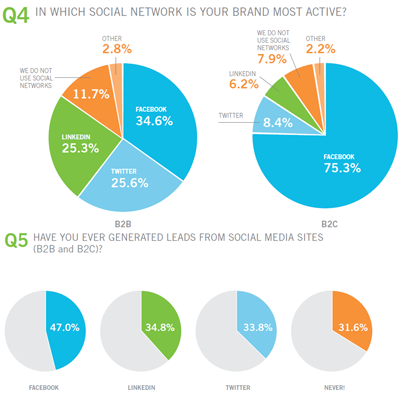 Q4 IN WHICH SOCIAL NETWORK IS YOUR BRAND MOST ACTIVE?
OTHER
2.8%
WE DO NOT
USE SOCIAL
NETWORKS
11.7%
FACEBOOK
34.6%
LINKEDIN
25.3%
TWITTER
25.6%
B2B
WE DO NOT
USE SOCIAL
NETWORKS
7.9%
OTHER
2.2%
LINKEDIN
6.2%
TWITTER
8.4%
FACEBOOK
75.3%
B2C
Q5 HAVE YOU EVER GENERATED LEADS FROM SOCIAL MEDIA SITES
(B2B and B2C)?
47.0%
FACEBOOK
34.8%
LINKEDIN
33.8%
TWITTER
31.6%
NEVER!